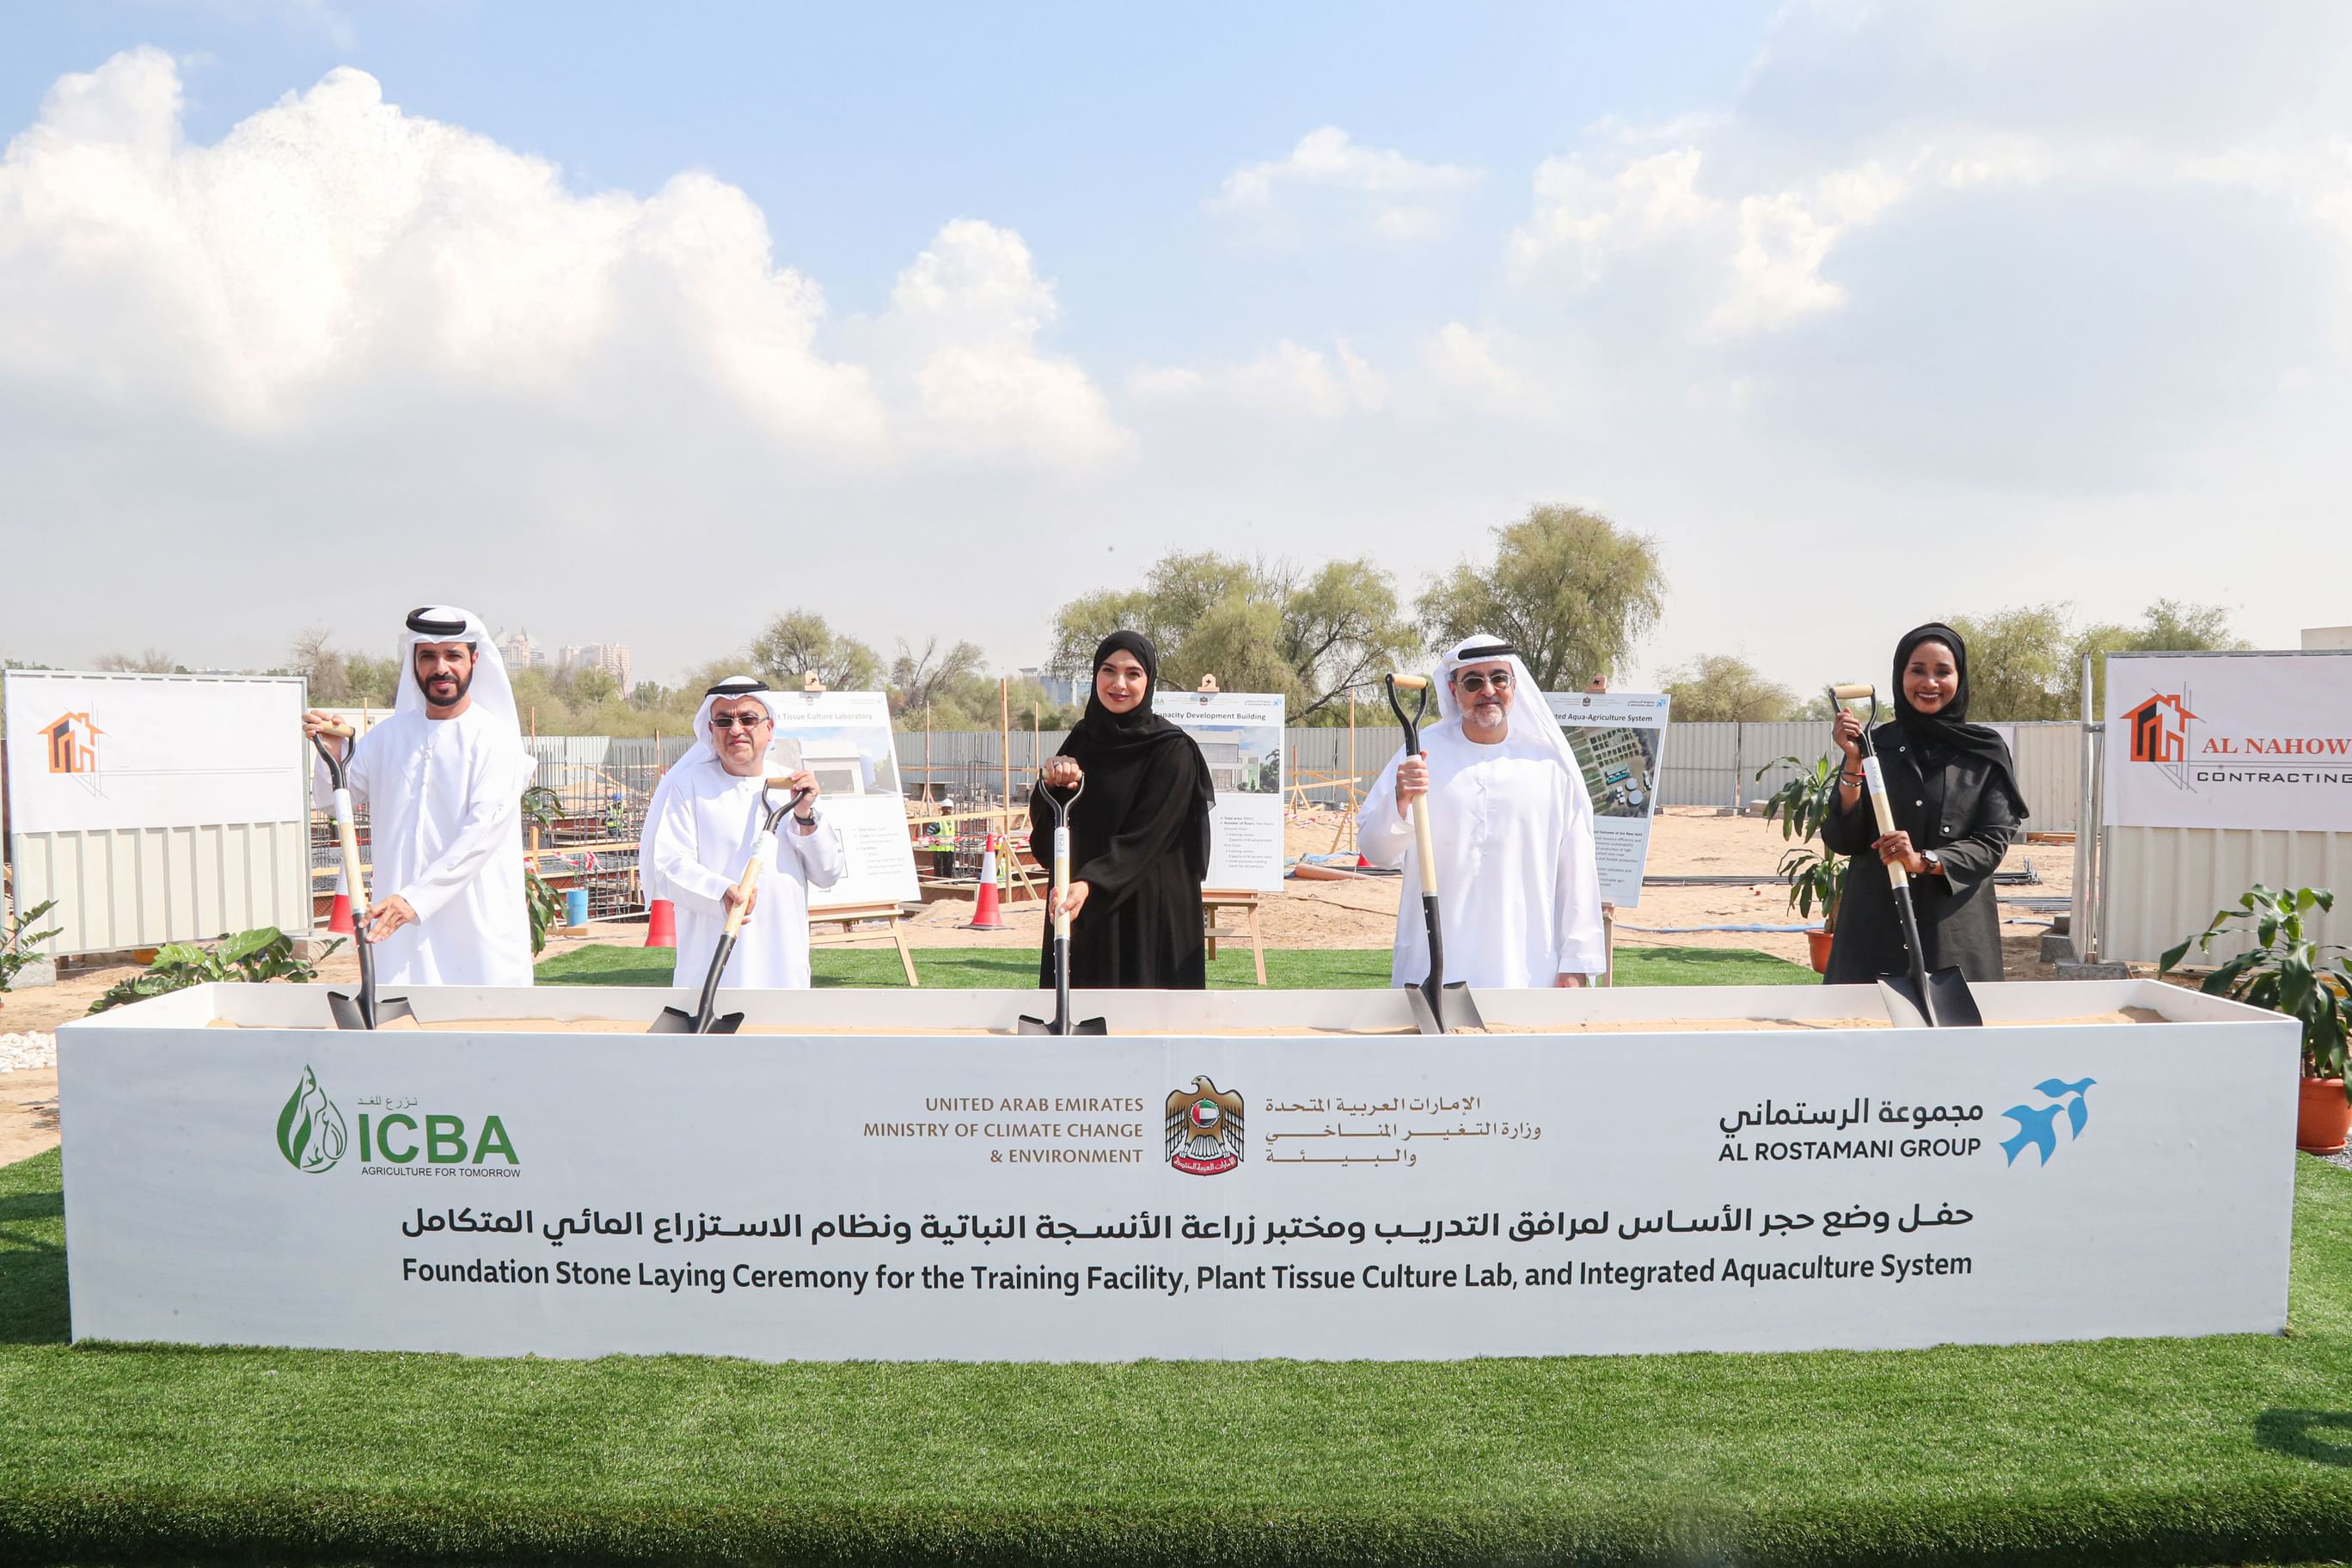 t Tissue Culture Laboratory
apacity Development Building
ted Aqua-Agriculture System
AL NAHOW
CONTRACTING
نزرع للغد
ICBA
AGRICULTURE FOR TOMORROW
UNITED ARAB EMIRATES
MINISTRY OF CLIMATE CHANGE
& ENVIRONMENT
الإمارات العربية المتحدة
وزارة التغير المناخي
والبيئة
مجموعة الرستماني
AL ROSTAMANI GROUP
حفل وضع حجر الأساس لمرافق التدريب ومختبر زراعة الأنسجة النباتية ونظام الاستزراع المائي المتكامل
Foundation Stone Laying Ceremony for the Training Facility, Plant Tissue Culture Lab, and Integrated Aquaculture System